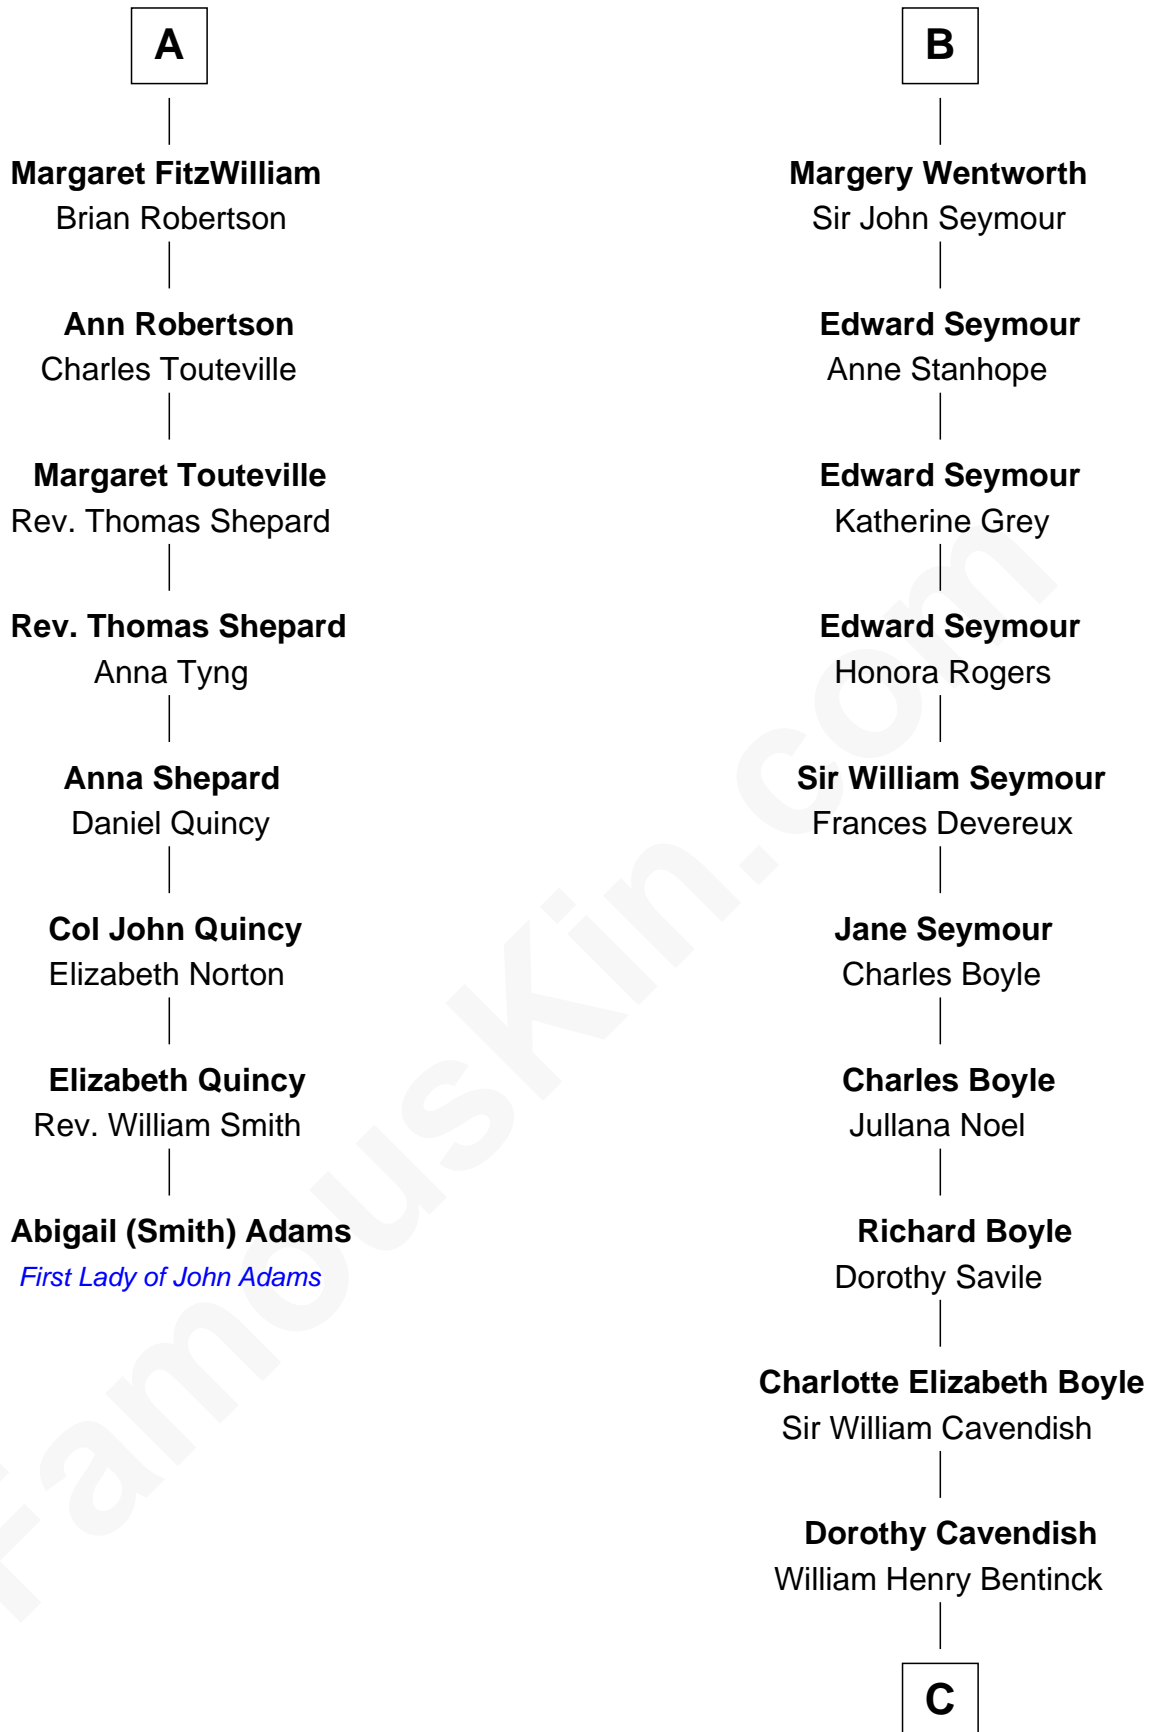 A
Margaret FitzWilliam
Brian Robertson
Ann Robertson
Charles Touteville
Margaret Touteville
Rev. Thomas Shepard
Rev. Thomas Shepard
Anna Tyng
Anna Shepard
Daniel Quincy
Col John Quincy
Elizabeth Norton
Elizabeth Quincy
Rev. William Smith
Abigail (Smith) Adams
First Lady of John Adams
B
Margery Wentworth
Sir John Seymour
Edward Seymour
Anne Stanhope
Edward Seymour
Katherine Grey
Edward Seymour
Honora Rogers
Sir William Seymour
Frances Devereux
Jane Seymour
Charles Boyle
Charles Boyle
Jullana Noel
Richard Boyle
Dorothy Savile
Charlotte Elizabeth Boyle
Sir William Cavendish
Dorothy Cavendish
William Henry Bentinck
C
FamousKin.com